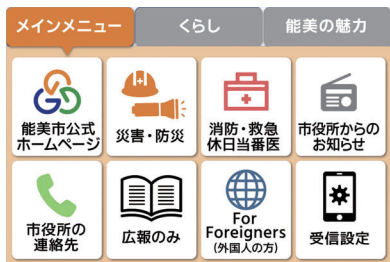 メインメニュー
くらし
能美の魅力
能美市公式
ホームページ
災害・防災
消防・救急
休日当番医
市役所からの
お知らせ
市役所の
連絡先
広報のみ
For
Foreigners
(外国人の方)
受信設定